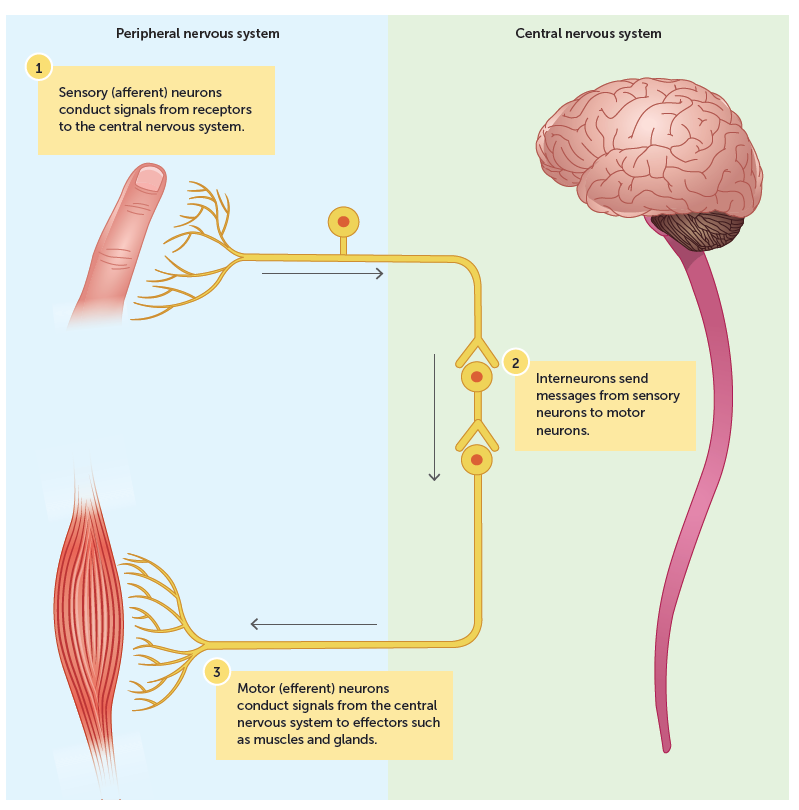 Peripheral nervous system
Central nervous system
1
Sensory (afferent) neurons
conduct signals from receptors
to the central nervous system.
2
Interneurons send
messages from sensory
neurons to motor
neurons.
3
Motor (efferent) neurons
conduct signals from the central
nervous system to effectors such
as muscles and glands.